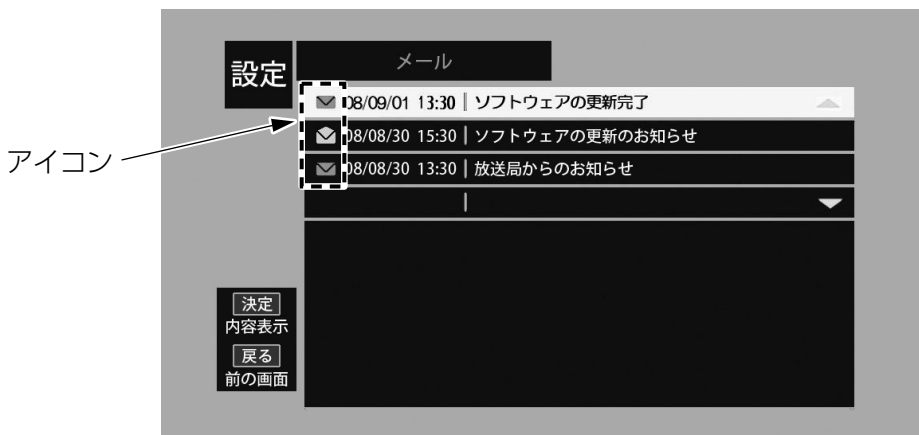 設定
メール
08/09/01 13:30 ソフトウェアの更新完了
08/08/30 15:30 ソフトウェアの更新のお知らせ
08/08/30 13:30 放送局からのお知らせ
アイコン
決定
内容表示
戻る
前の画面